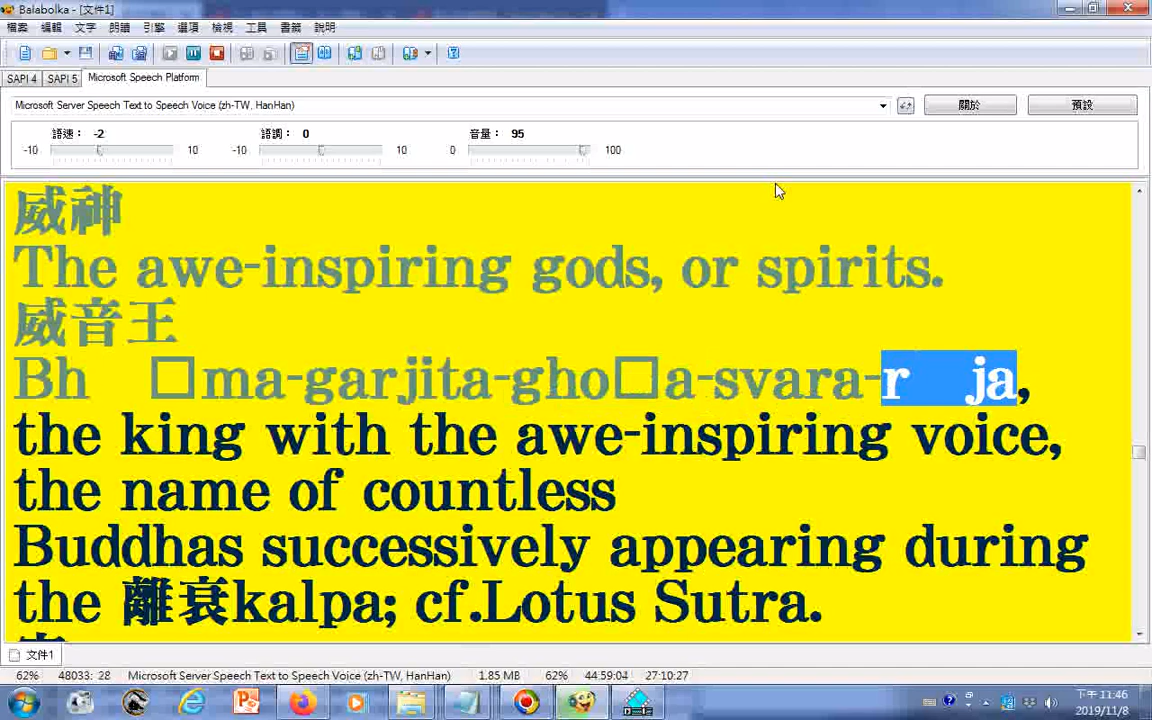 Balabolka - [文件1]
檔案 編輯 文字 朗讀 引擎 選項 檢視 工具 書籤 說明
SAPI 4 SAPI 5 Microsoft Speech Platform
Microsoft Server Speech Text to Speech Voice (zh-TW, HanHan) 關於 預設
語速： -2 語調： 0 音量： 95
-10 10 -10 10 0 100
威神
The awe-inspiring gods, or spirits.
威音王
Bh □ma-garjita-gho□a-svara-r ja,
the king with the awe-inspiring voice,
the name of countless
Buddhas successively appearing during
the 離衰kalpa; cf.Lotus Sutra.
文件1
62% 48033: 28 Microsoft Server Speech Text to Speech Voice (zh-TW, HanHan) 1.85 MB 62% 44:59:04 27:10:27
下午 11:46
2019/11/8